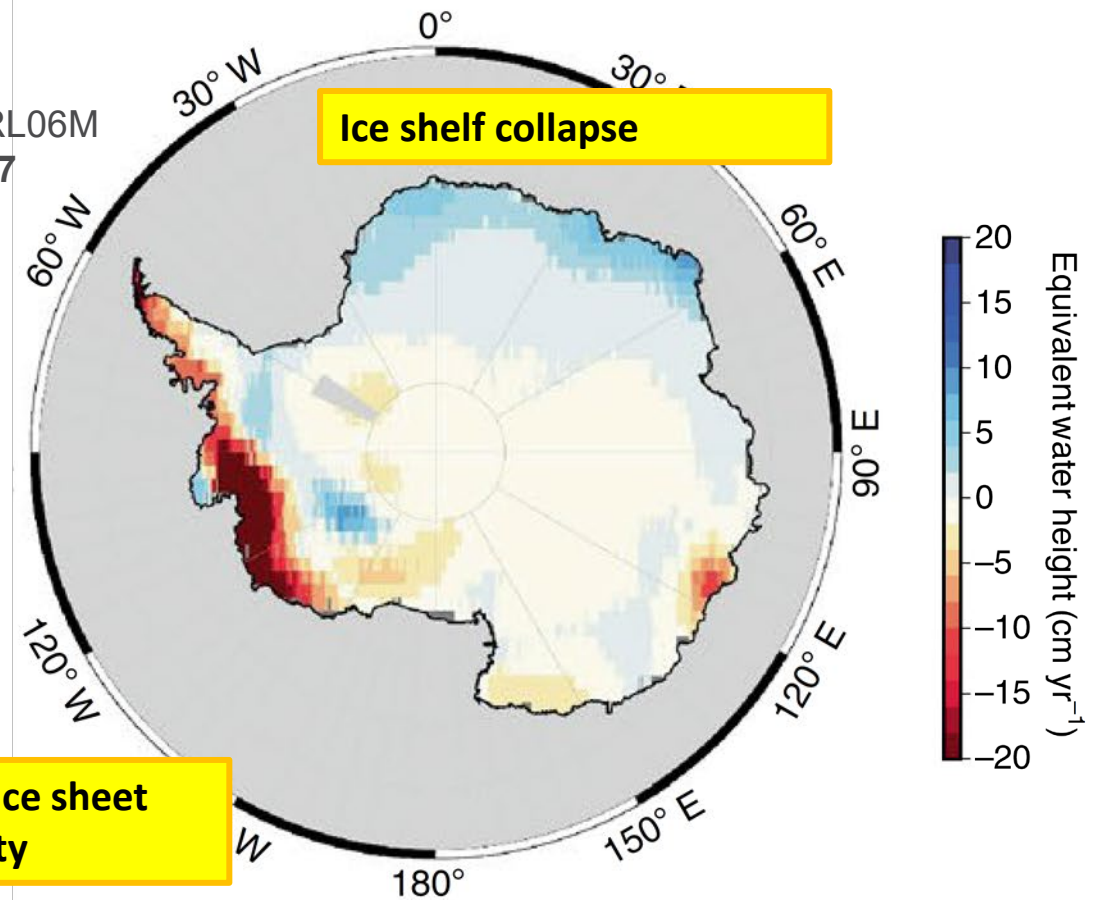 0°
30° W
30°
RL06M
7
Ice shelf collapse
60° W
60° E
20
15
10
5
0
−5
−10
−15
−20
Equivalent water height (cm yr⁻¹)
90° E
120° W
120° E
ce sheet
ty
W
150° E
180°